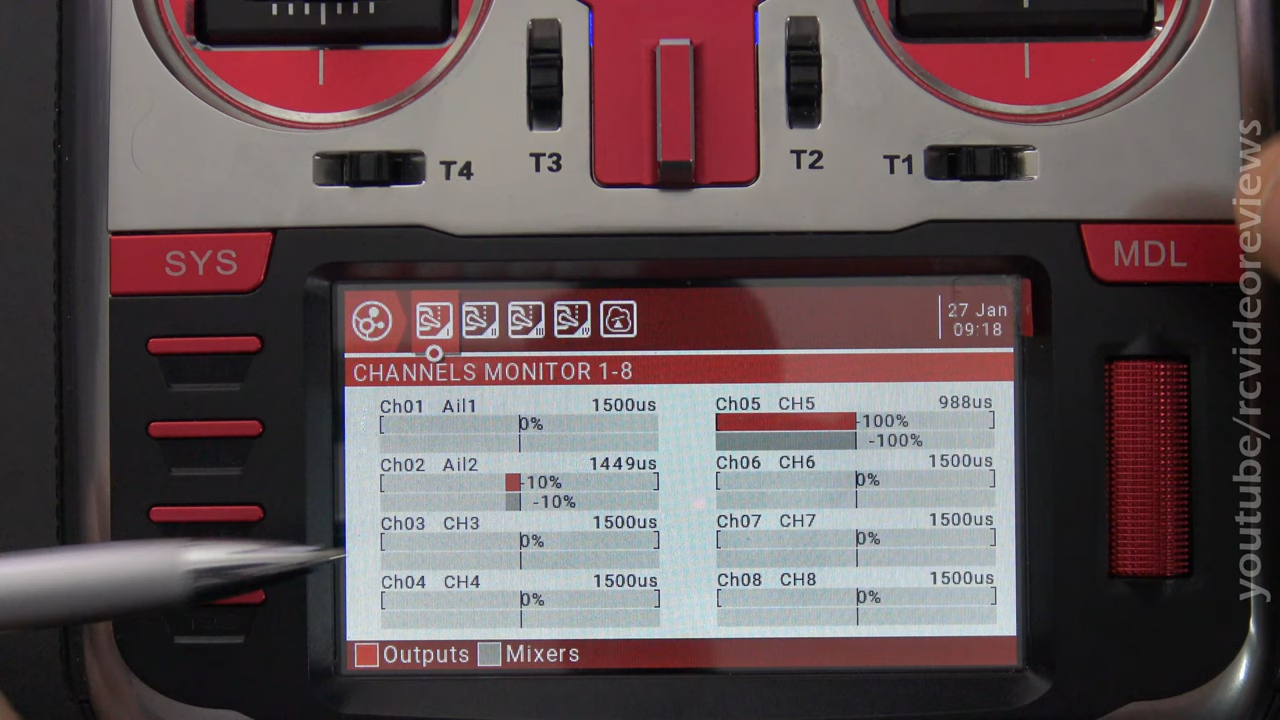 T4
T3
T2
T1
SYS
MDL
27 Jan
09:18
CHANNELS MONITOR 1-8
Ch01 Ail1 1500us
0%
Ch02 Ail2 1449us
-10%
-10%
Ch03 CH3 1500us
0%
Ch04 CH4 1500us
0%
Ch05 CH5 988us
-100%
-100%
Ch06 CH6 1500us
0%
Ch07 CH7 1500us
0%
Ch08 CH8 1500us
0%
Outputs Mixers
youtube/rcvideoreviews